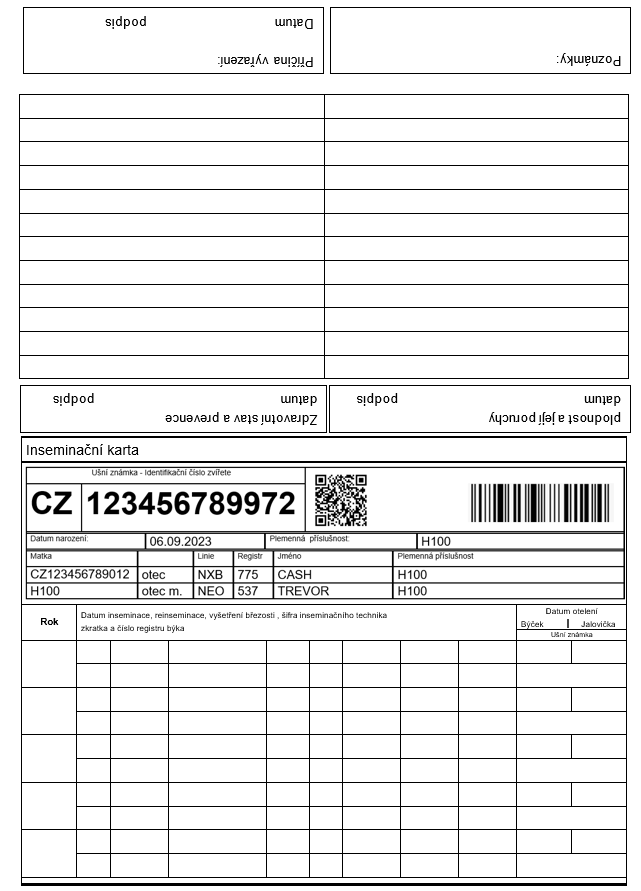 Datum podpis
Příčina vyřazení:
Poznámky:
datum podpis
Zdravotní stav a prevence
datum podpis
plodnost a její poruchy
Inseminační karta
Ušní známka - Identifikační číslo zvířete
CZ 123456789972
Datum narození: 06.09.2023 Plemenná příslušnost: H100
Matka Linie Registr Jméno Plemenná příslušnost
CZ123456789012 otec NXB 775 CASH H100
H100 otec m. NEO 537 TREVOR H100
Rok
Datum inseminace, reinseminace, vyšetření březosti , šifra inseminačního technika
zkratka a číslo registru býka
Datum otelení
Býček | Jalovička
Ušní známka